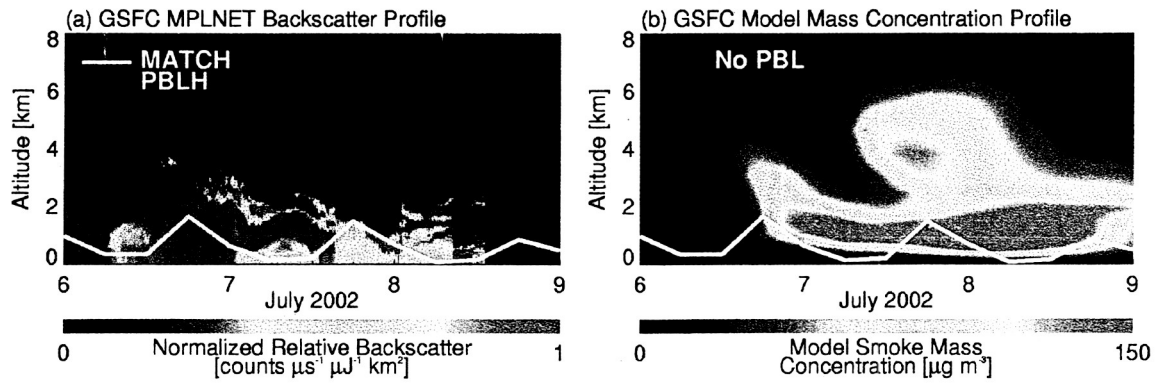 (a) GSFC MPLNET Backscatter Profile
8
6
4
2
0
Altitude [km]
MATCH
PBLH
6 7 8 9
July 2002
0 1
Normalized Relative Backscatter
[counts µs⁻¹ µJ⁻¹ km²]
(b) GSFC Model Mass Concentration Profile
8
6
4
2
0
Altitude [km]
No PBL
6 7 8 9
July 2002
0 150
Model Smoke Mass
Concentration [µg m⁻³]